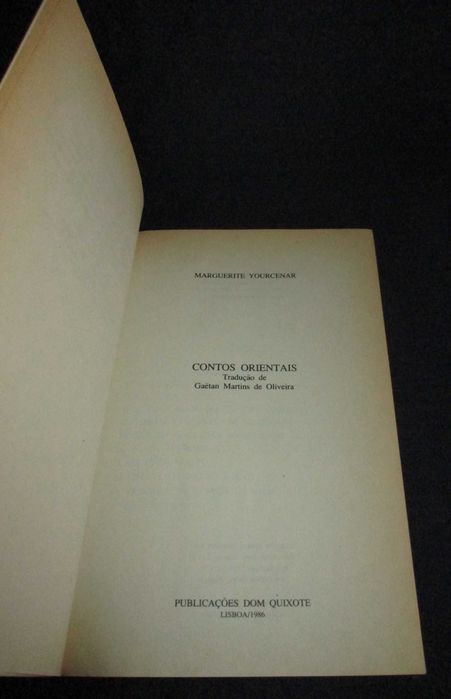 MARGUERITE YOURCENAR
CONTOS ORIENTAIS
Tradução de
Gaëtan Martins de Oliveira
PUBLICAÇÕES DOM QUIXOTE
LISBOA/1986